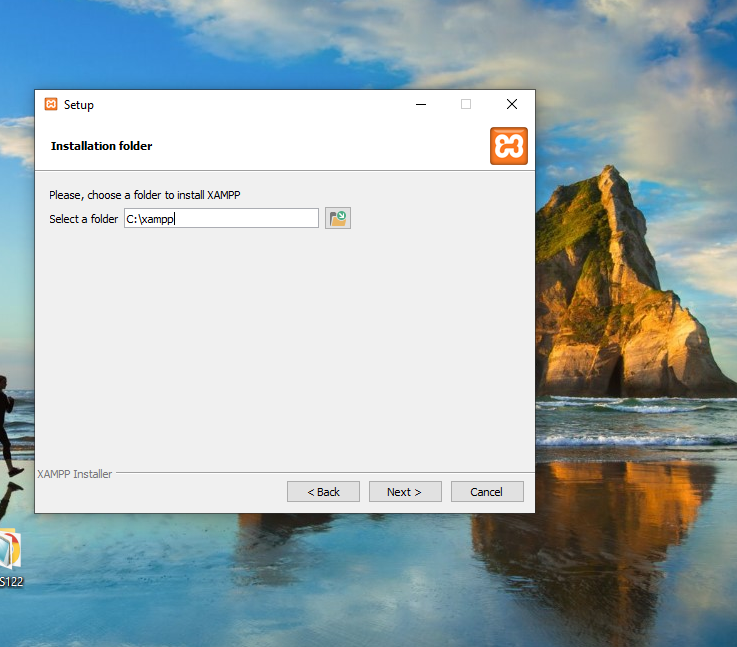 Setup
Installation folder
Please, choose a folder to install XAMPP
Select a folder C:\xampp
XAMPP Installer
< Back Next > Cancel
S122